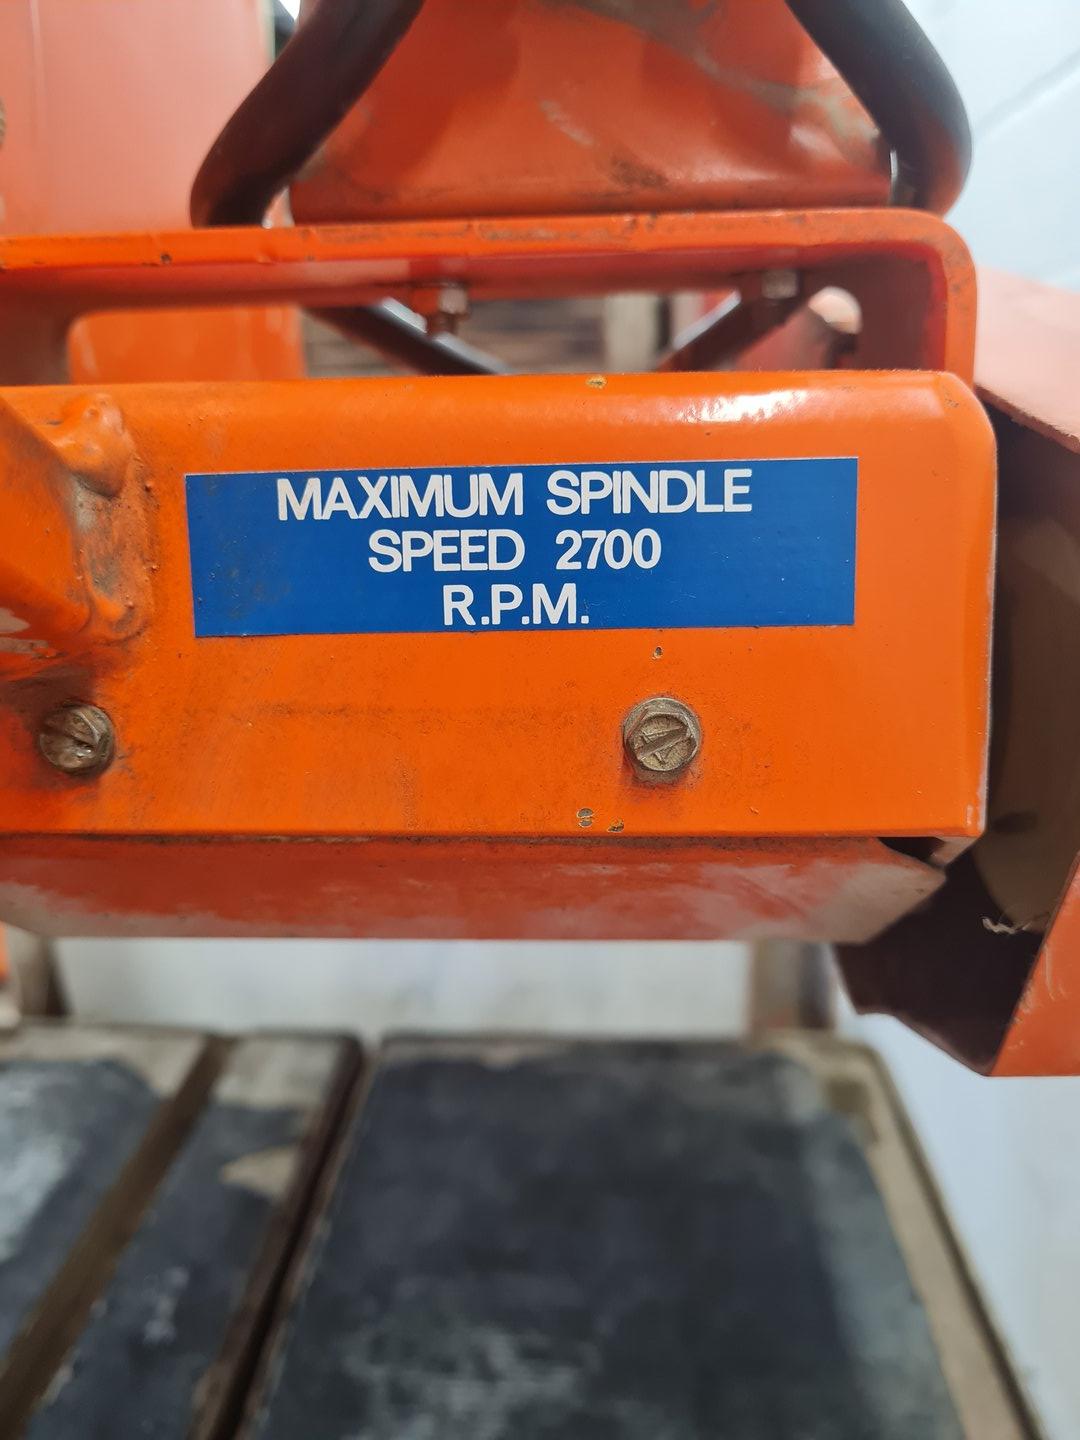 MAXIMUM SPINDLE
SPEED 2700
R.P.M.